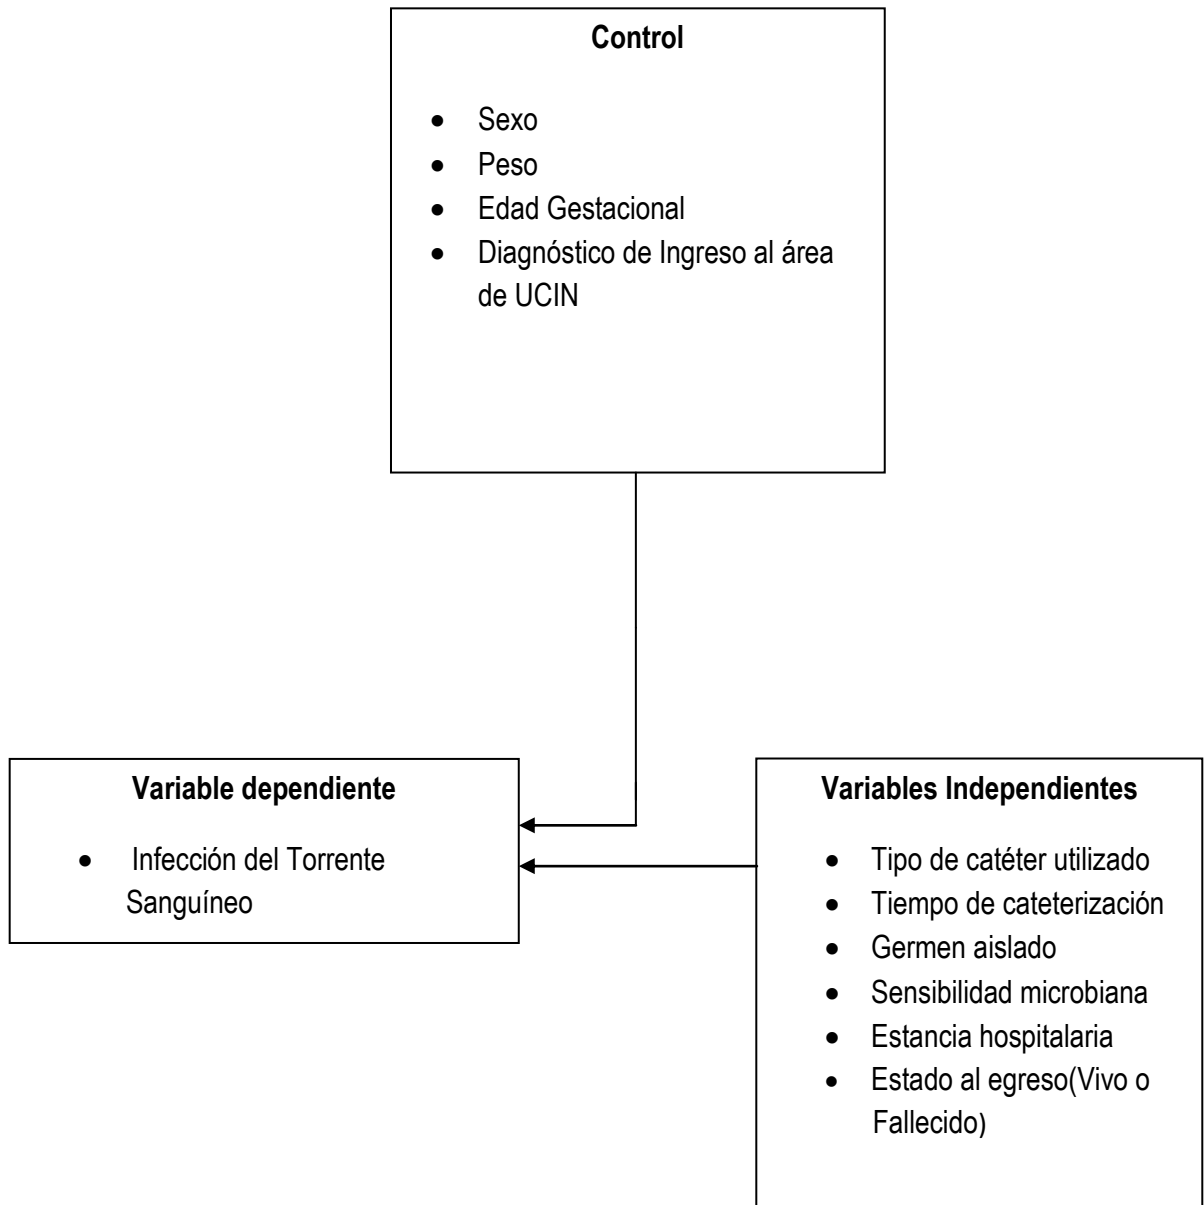 Control
• Sexo
• Peso
• Edad Gestacional
• Diagnóstico de Ingreso al área
de UCIN
Variable dependiente
• Infección del Torrente
Sanguíneo
Variables Independientes
• Tipo de catéter utilizado
• Tiempo de cateterización
• Germen aislado
• Sensibilidad microbiana
• Estancia hospitalaria
• Estado al egreso(Vivo o
Fallecido)